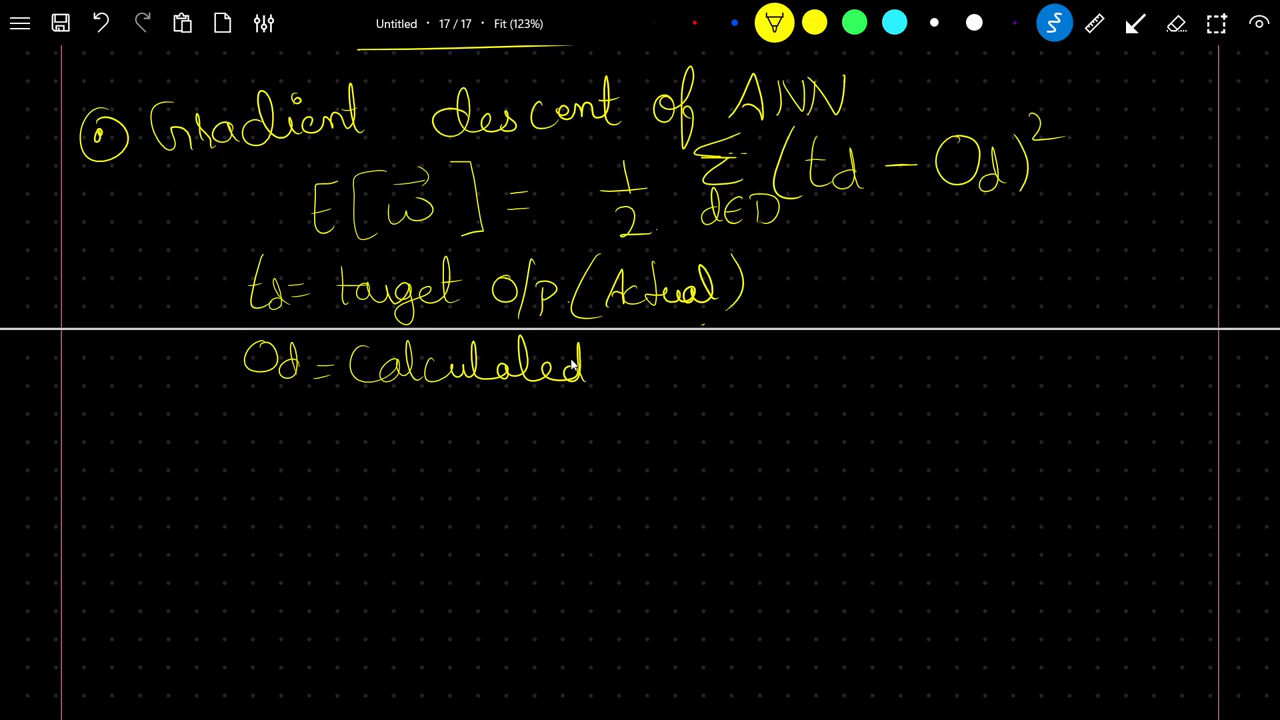 Untitled • 17 / 17 • Fit (123%)
Gradient descent of ANN
E[w⃗] = 1/2 Σ d∈D (td − Od)²
td = target O/p. (Actual)
Od = Calculated